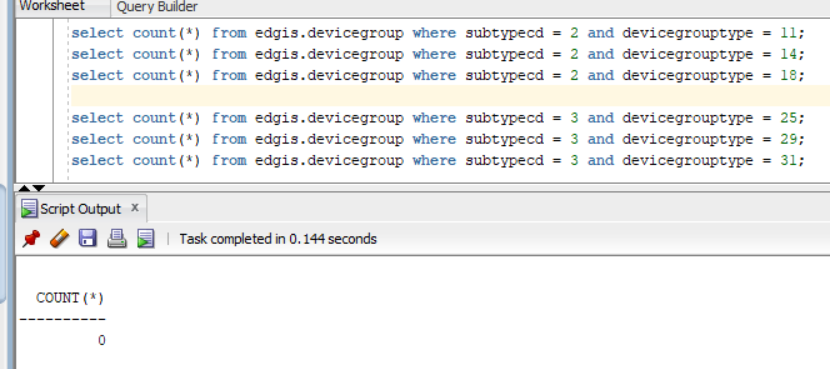 Worksheet Query Builder
select count(*) from edgis.devicegroup where subtypecd = 2 and devicegrouptype = 11;
select count(*) from edgis.devicegroup where subtypecd = 2 and devicegrouptype = 14;
select count(*) from edgis.devicegroup where subtypecd = 2 and devicegrouptype = 18;
select count(*) from edgis.devicegroup where subtypecd = 3 and devicegrouptype = 25;
select count(*) from edgis.devicegroup where subtypecd = 3 and devicegrouptype = 29;
select count(*) from edgis.devicegroup where subtypecd = 3 and devicegrouptype = 31;
Script Output x
Task completed in 0.144 seconds
COUNT(*)
----------
0